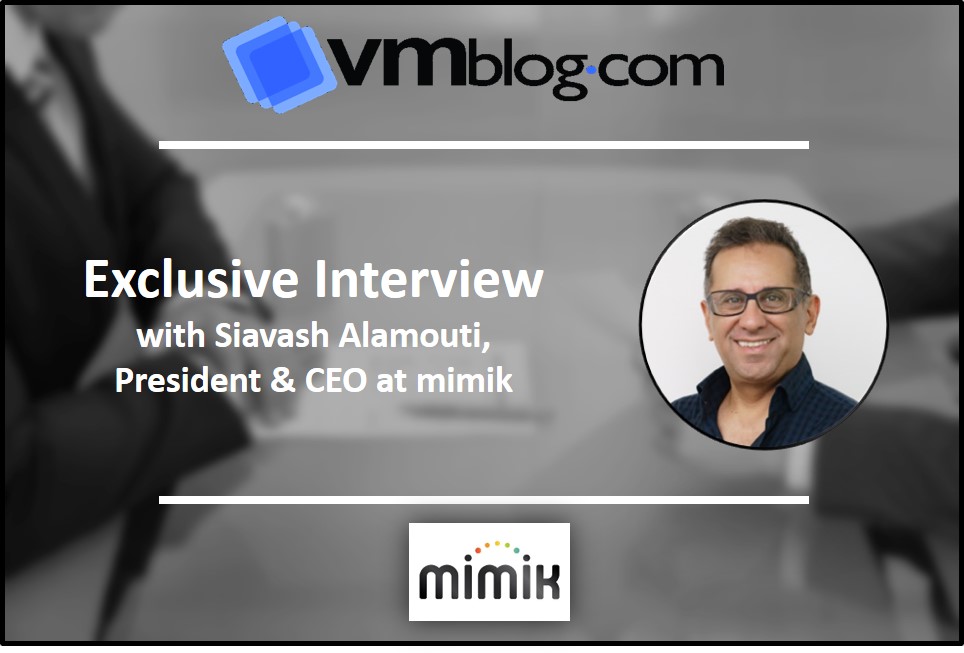 vmblog.com
Exclusive Interview
with Siavash Alamouti,
President & CEO at mimik
mimik